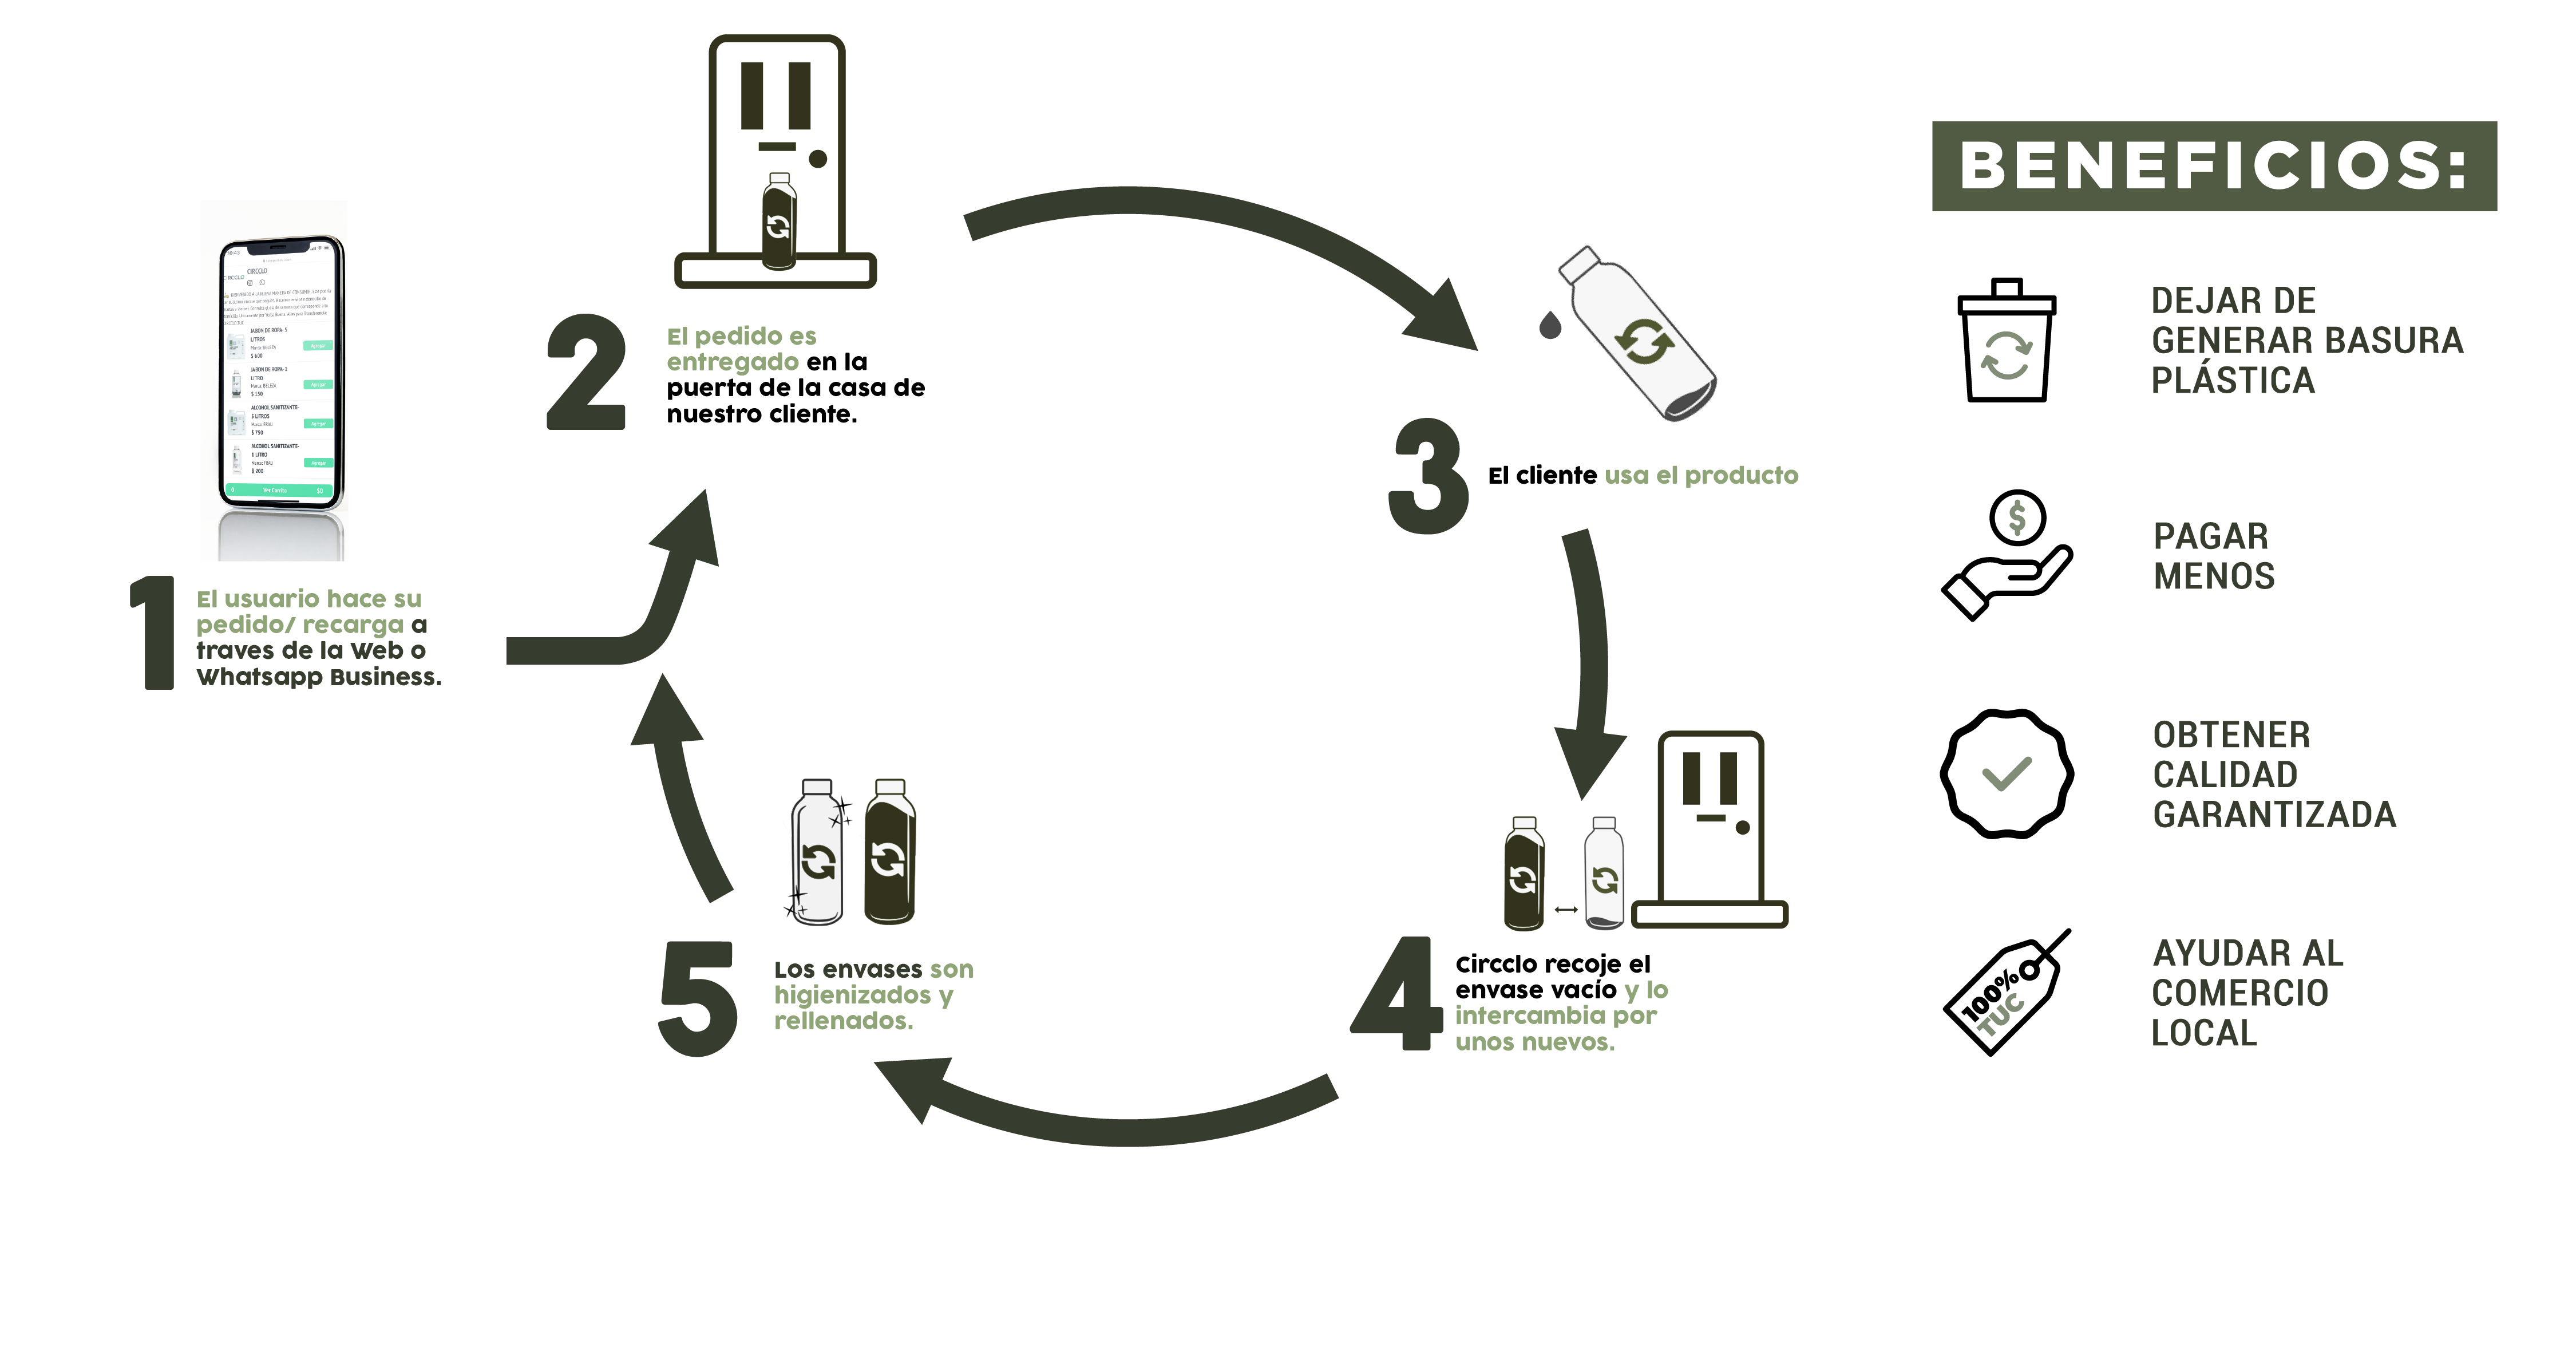 CIRCCLO
CIRCCLO
JABON DE ROPA- 5
LITROS
Agregar
JABON DE ROPA- 1
LITRO
Agregar
$ 150
ALCOHOL SANITIZANTE-
5 LITROS
Agregar
$ 750
ALCOHOL SANITIZANTE-
1 LITRO
Agregar
$ 200
0 Ver Carrito $0
1
El usuario hace su
pedido/ recarga a
traves de la Web o
Whatsapp Business.
2
El pedido es
entregado en la
puerta de la casa de
nuestro cliente.
3
El cliente usa el producto
4
Circclo recoje el
envase vacío y lo
intercambia por
unos nuevos.
5
Los envases son
higienizados y
rellenados.
BENEFICIOS:
DEJAR DE
GENERAR BASURA
PLÁSTICA
$
PAGAR
MENOS
OBTENER
CALIDAD
GARANTIZADA
100%
TUC
AYUDAR AL
COMERCIO
LOCAL